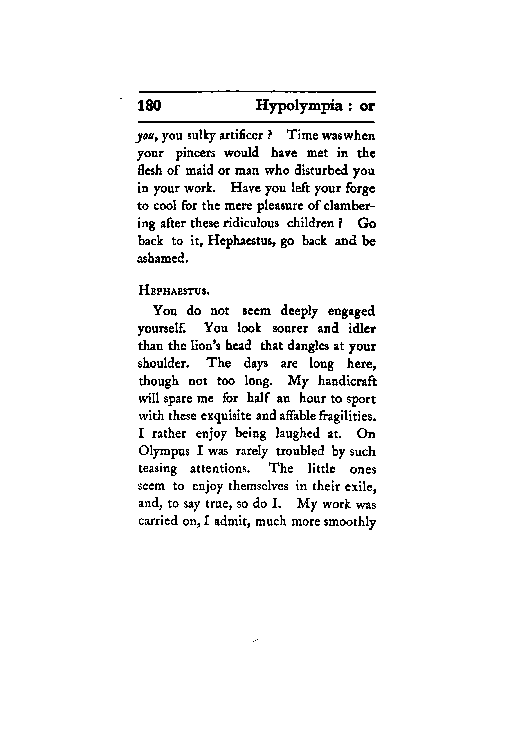 180 Hypolympia : or
you, you sulky artificer ? Time was when
your pincers would have met in the
flesh of maid or man who disturbed you
in your work. Have you left your forge
to cool for the mere pleasure of clamber-
ing after these ridiculous children ? Go
back to it, Hephaestus, go back and be
ashamed.
Hephaestus.
You do not seem deeply engaged
yourself. You look sourer and idler
than the lion's head that dangles at your
shoulder. The days are long here,
though not too long. My handicraft
will spare me for half an hour to sport
with these exquisite and affable fragilities.
I rather enjoy being laughed at. On
Olympus I was rarely troubled by such
teasing attentions. The little ones
seem to enjoy themselves in their exile,
and, to say true, so do I. My work was
carried on, I admit, much more smoothly